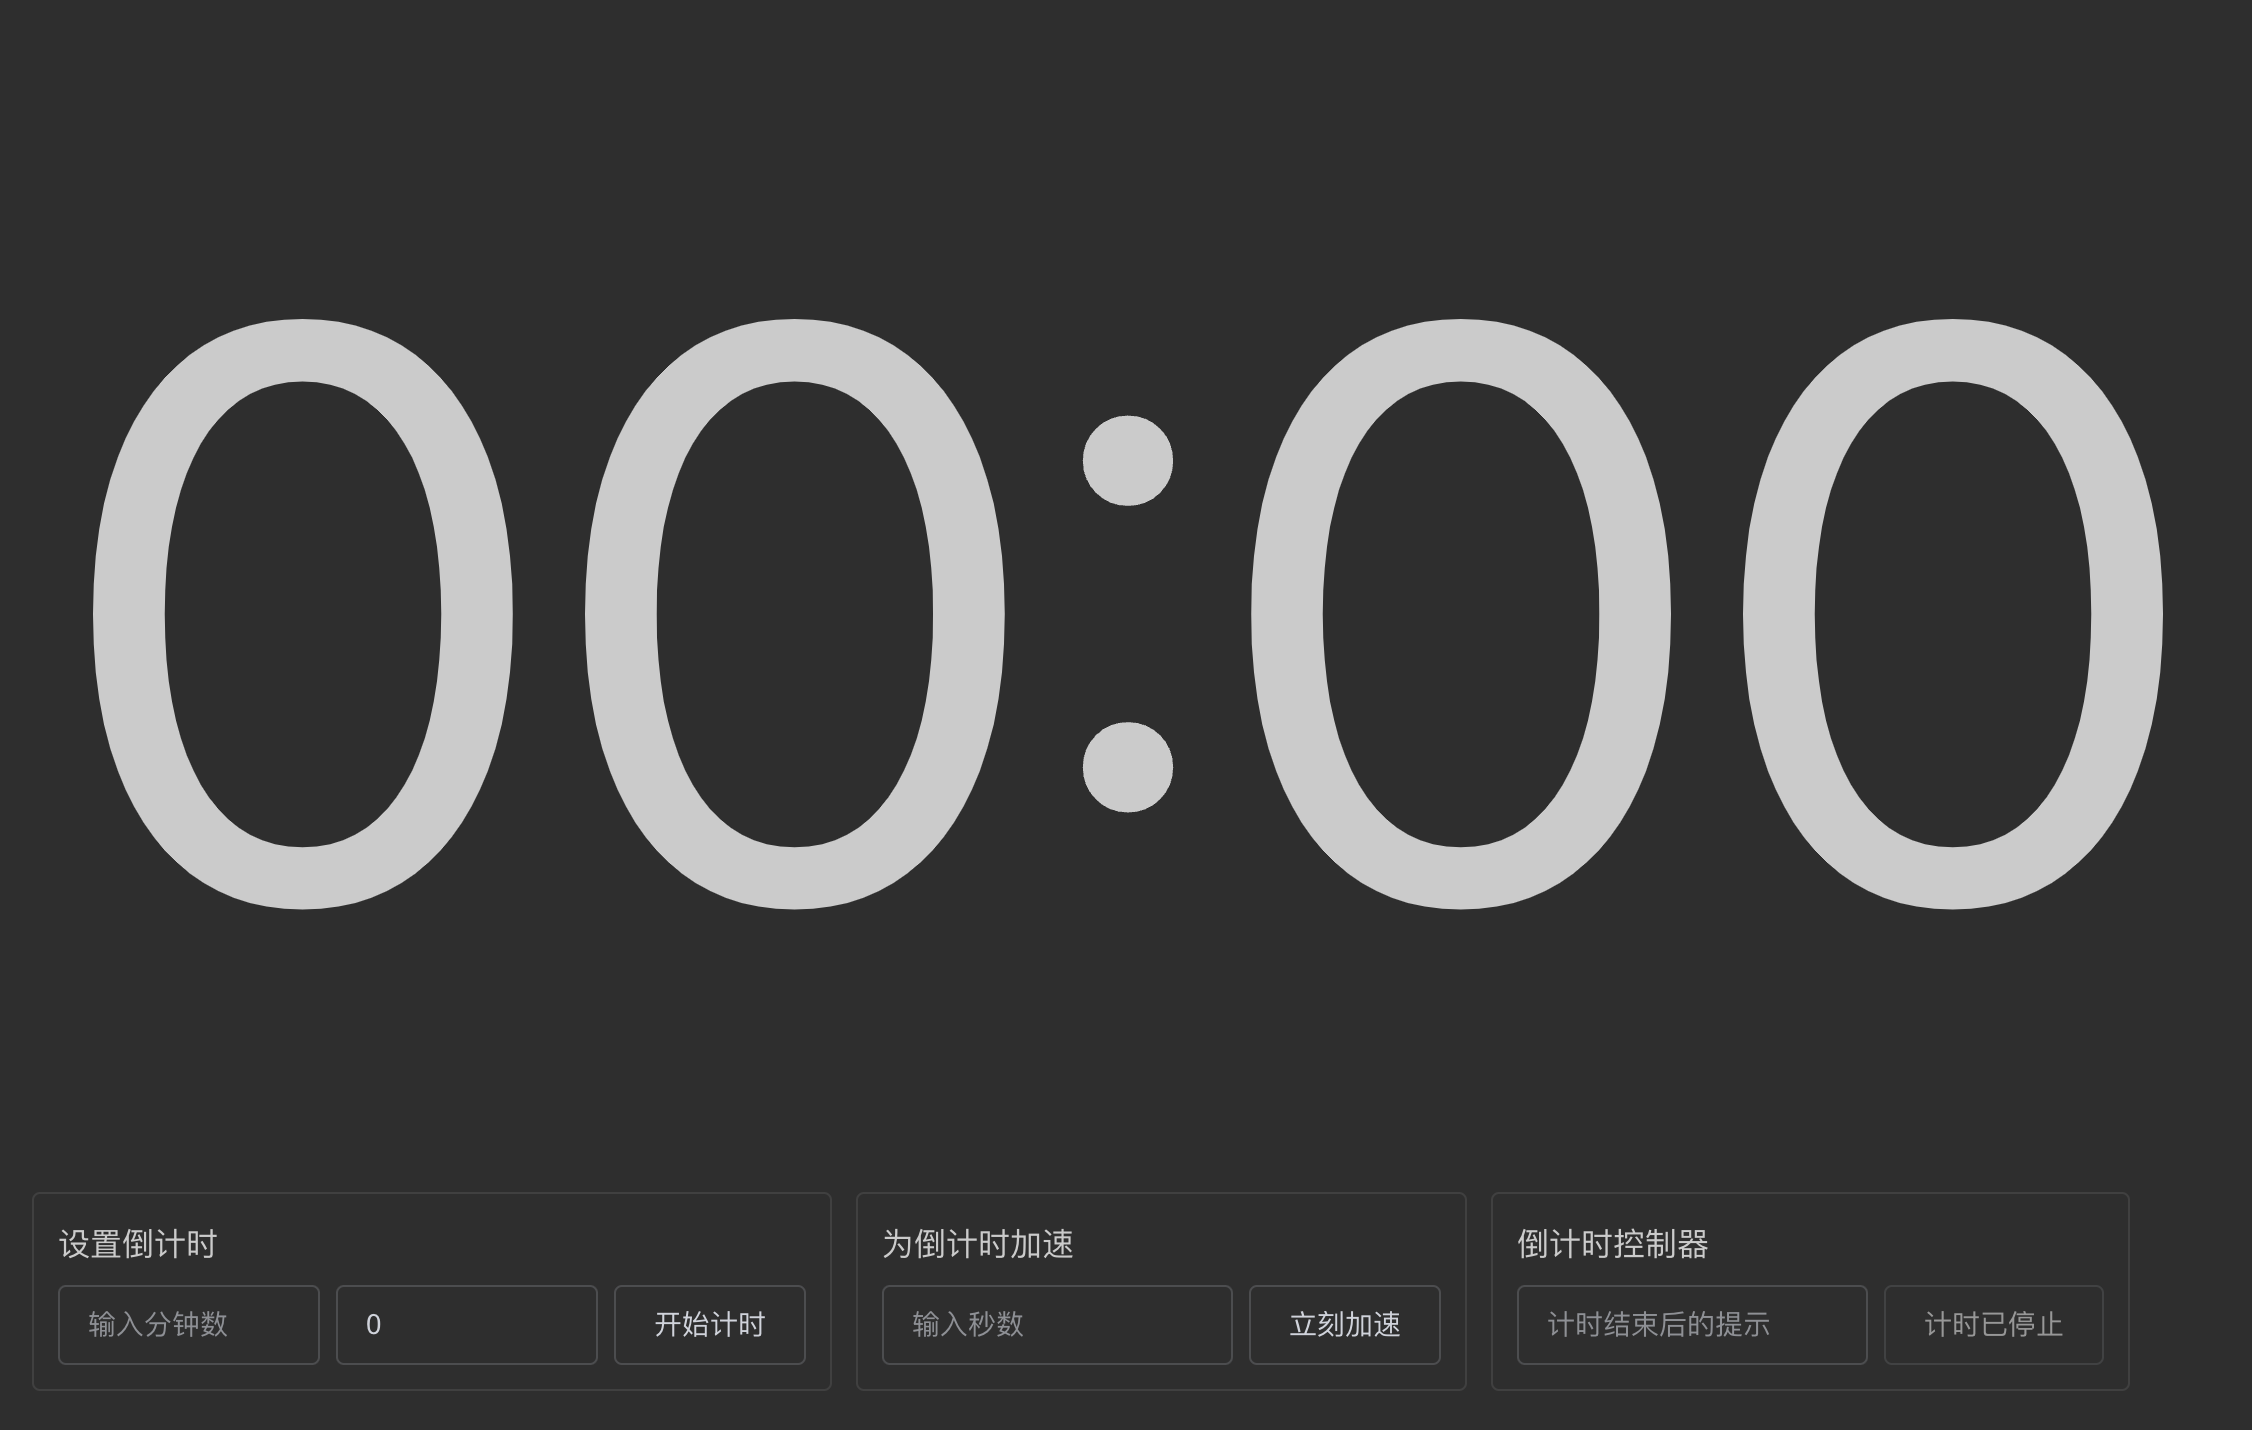 00:00
设置倒计时
输入分钟数
0
开始计时
为倒计时加速
输入秒数
立刻加速
倒计时控制器
计时结束后的提示
计时已停止